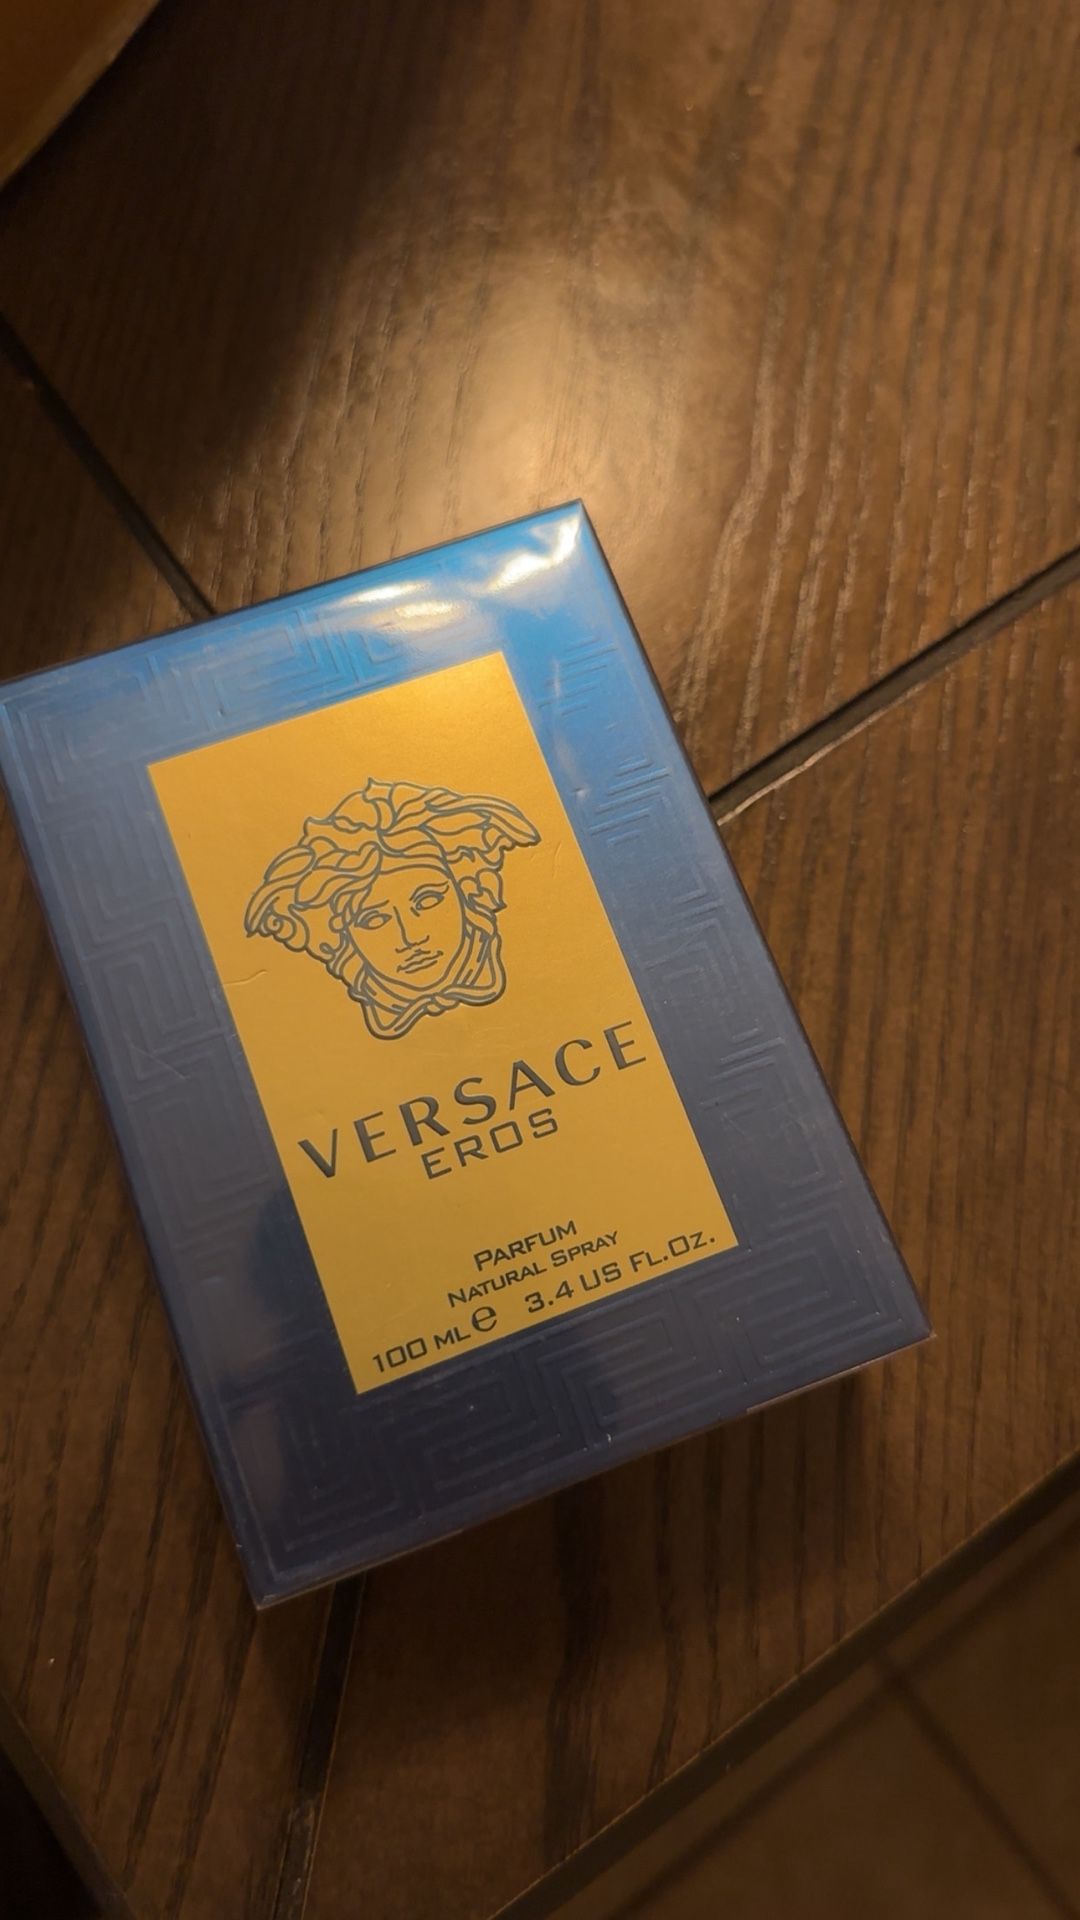 VERSACE
EROS
PARFUM
NATURAL SPRAY
100 ML e 3.4 US FL.OZ.